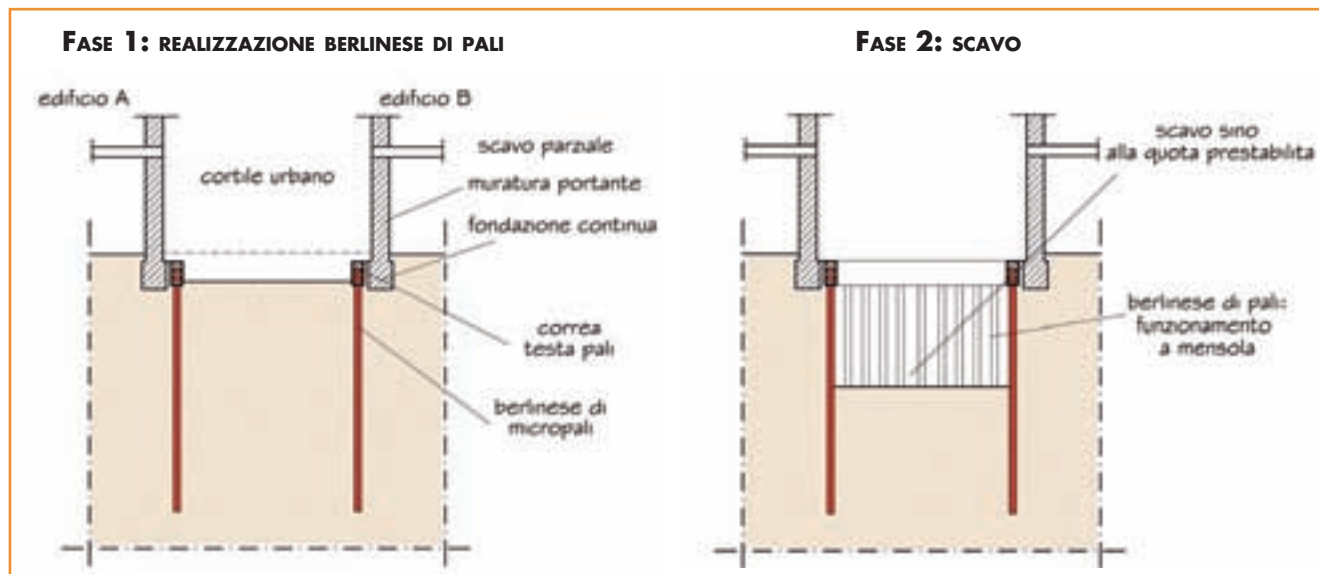 FASE 1: REALIZZAZIONE BERLINESE DI PALI
edificio A
edificio B
cortile urbano
scavo parziale
muratura portante
fondazione continua
correa
testa pali
berlinese di
micropali
FASE 2: SCAVO
scavo sino
alla quota prestabilita
berlinese di pali:
funzionamento
a mensola